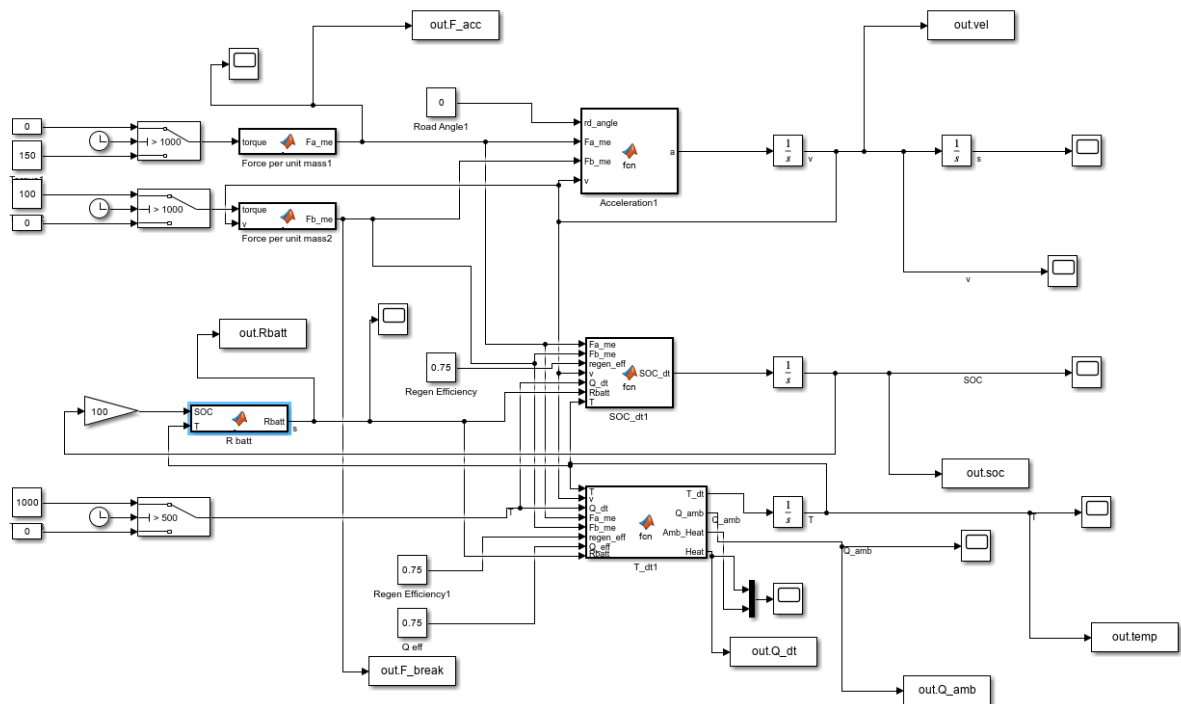 out.F_acc
out.vel
0
Road Angle1
0
> 1000
150
torque
Fa_me
Force per unit mass1
rd_angle
Fa_me
Fb_me
v
a
fcn
Acceleration1
1
s
v
1
s
s
100
> 1000
0
torque
v
Fb_me
Force per unit mass2
v
out.Rbatt
0.75
Regen Efficiency
Fa_me
Fb_me
regen_eff
v
Q_dt
Rbatt
T
SOC_dt
fcn
SOC_dt1
1
s
SOC
100
SOC
T
Rbatt
s
R batt
out.soc
1000
> 500
0
T
T
v
Q_dt
Fa_me
Fb_me
regen_eff
Q_eff
Rbatt
T_dt
Q_amb
Amb_Heat
Heat
fcn
T_dt1
Q_amb
1
s
T
T
Q_amb
0.75
Regen Efficiency1
0.75
Q eff
out.Q_dt
out.temp
out.F_break
out.Q_amb